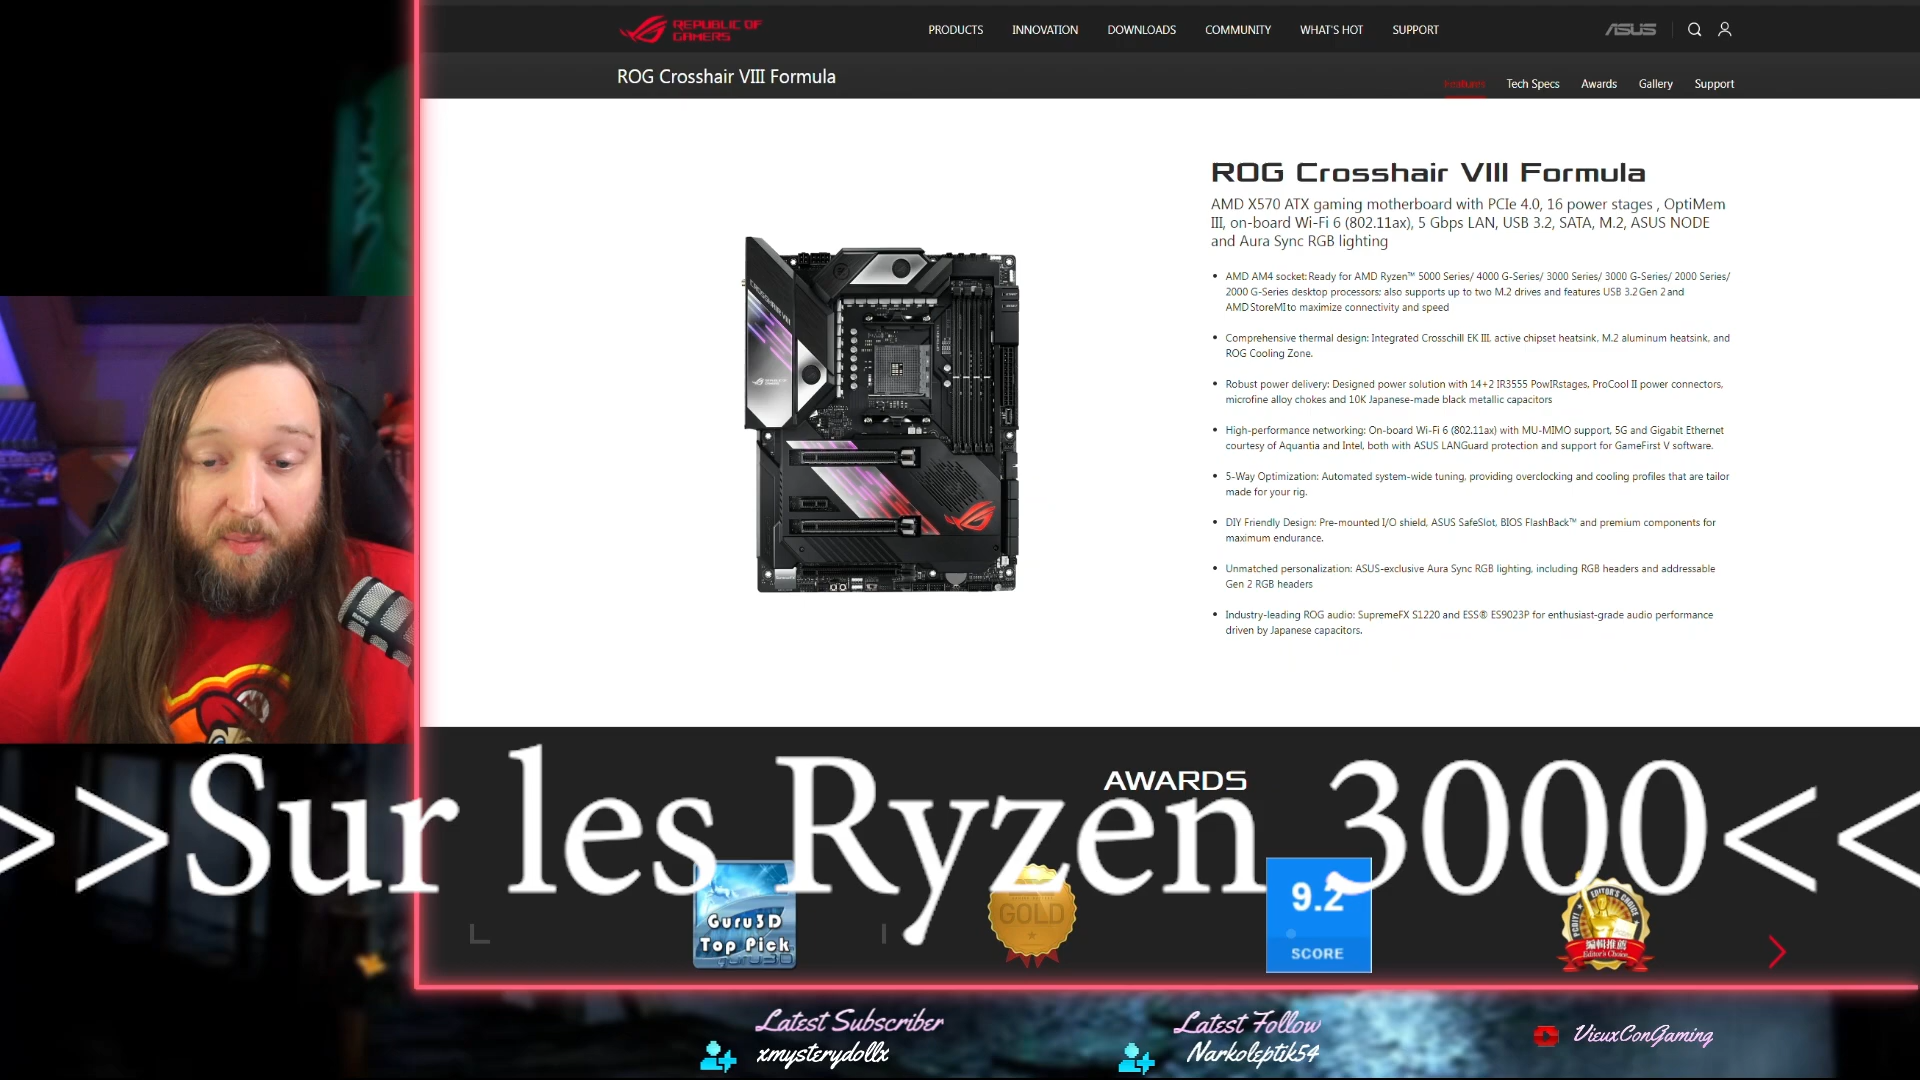 REPUBLIC OF
GAMERS
PRODUCTS
INNOVATION
DOWNLOADS
COMMUNITY
WHAT'S HOT
SUPPORT
ASUS
ROG Crosshair VIII Formula
Features
Tech Specs
Awards
Gallery
Support
ROG Crosshair VIII Formula
AMD X570 ATX gaming motherboard with PCIe 4.0, 16 power stages , OptiMem
III, on-board Wi-Fi 6 (802.11ax), 5 Gbps LAN, USB 3.2, SATA, M.2, ASUS NODE
and Aura Sync RGB lighting
AMD AM4 socket: Ready for AMD Ryzen™ 5000 Series/ 4000 G-Series/ 3000 Series/ 3000 G-Series/ 2000 Series/
2000 G-Series desktop processors; also supports up to two M.2 drives and features USB 3.2 Gen 2 and
AMD StoreMI to maximize connectivity and speed
Comprehensive thermal design: Integrated Crosschill EK III, active chipset heatsink, M.2 aluminum heatsink, and
ROG Cooling Zone.
Robust power delivery: Designed power solution with 14+2 IR3555 PowIRstages, ProCool II power connectors,
microfine alloy chokes and 10K Japanese-made black metallic capacitors
High-performance networking: On-board Wi-Fi 6 (802.11ax) with MU-MIMO support, 5G and Gigabit Ethernet
courtesy of Aquantia and Intel, both with ASUS LANGuard protection and support for GameFirst V software.
5-Way Optimization: Automated system-wide tuning, providing overclocking and cooling profiles that are tailor
made for your rig.
DIY Friendly Design: Pre-mounted I/O shield, ASUS SafeSlot, BIOS FlashBack™ and premium components for
maximum endurance.
Unmatched personalization: ASUS-exclusive Aura Sync RGB lighting, including RGB headers and addressable
Gen 2 RGB headers
Industry-leading ROG audio: SupremeFX S1220 and ESS® ES9023P for enthusiast-grade audio performance
driven by Japanese capacitors.
AWARDS
>>Sur les Ryzen 3000<<
Guru3D
Top Pick
guru3D
GOLD
9.2
SCORE
EDITOR'S CHOICE
編輯推薦
Editor's Choice
Latest Subscriber
xmysterydollx
Latest Follow
Narkoleptik54
VieuxConGaming